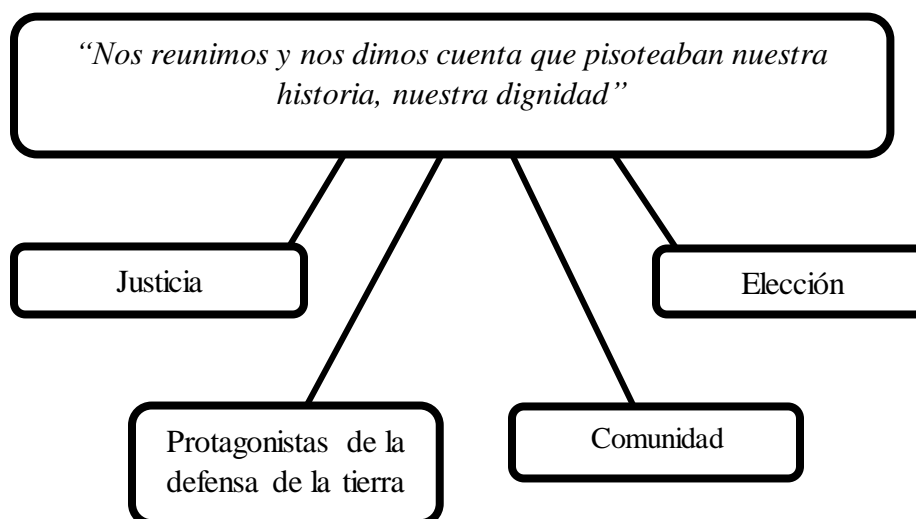 “Nos reunimos y nos dimos cuenta que pisoteaban nuestra
historia, nuestra dignidad”
Justicia
Elección
Protagonistas de la
defensa de la tierra
Comunidad